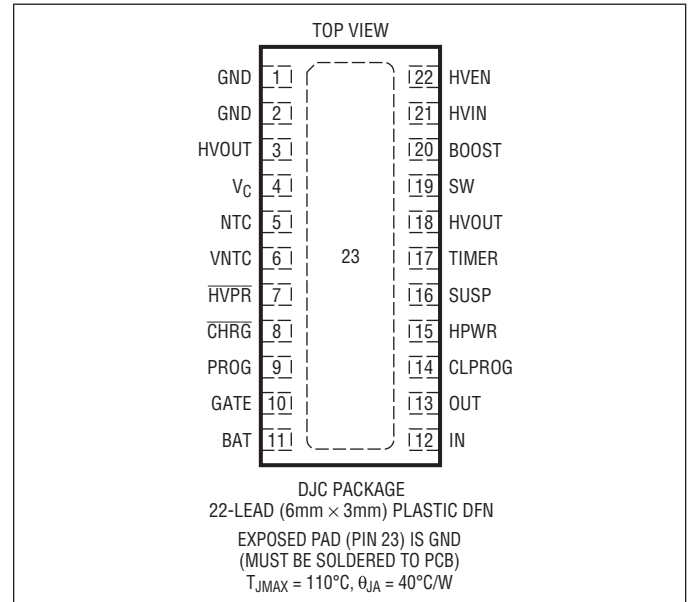 TOP VIEW
GND 1 22 HVEN
GND 2 21 HVIN
HVOUT 3 20 BOOST
VC 4 19 SW
NTC 5 18 HVOUT
VNTC 6 23 17 TIMER
HVPR 7 16 SUSP
CHRG 8 15 HPWR
PROG 9 14 CLPROG
GATE 10 13 OUT
BAT 11 12 IN
DJC PACKAGE
22-LEAD (6mm × 3mm) PLASTIC DFN
EXPOSED PAD (PIN 23) IS GND
(MUST BE SOLDERED TO PCB)
TJMAX = 110°C, θJA = 40°C/W